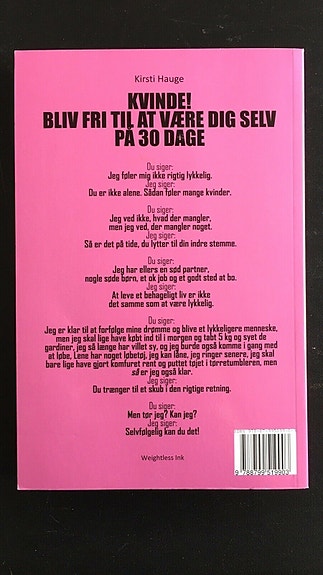 Kirsti Hauge
KVINDE!
BLIV FRI TIL AT VÆRE DIG SELV
PÅ 30 DAGE
Du siger:
Jeg føler mig ikke rigtig lykkelig.
Jeg siger:
Du er ikke alene. Sådan føler mange kvinder.
Du siger:
Jeg ved ikke, hvad der mangler,
men jeg ved, der mangler noget.
Jeg siger:
Så er det på tide, du lytter til din indre stemme.
Du siger:
Jeg har ellers en sød partner,
nogle søde børn, et ok job og et godt sted at bo.
Jeg siger:
At leve et behageligt liv er ikke
det samme som at være lykkelig.
Du siger:
Jeg er klar til at forfølge mine drømme og blive et lykkeligere menneske,
men jeg skal lige have købt ind til i morgen og tabt 5 kg og syet de
gardiner, jeg så længe har villet sy, og jeg burde også komme i gang med
at løbe, Lene har noget løbetøj, jeg kan låne, jeg ringer senere, jeg skal
bare lige have gjort komfuret rent og puttet tøjet i tørretumbleren, men
så er jeg også klar.
Jeg siger:
Du trænger til et skub i den rigtige retning.
Du siger:
Men tør jeg? Kan jeg?
Jeg siger:
Selvfølgelig kan du det!
Weightless Ink
9 788799 519903